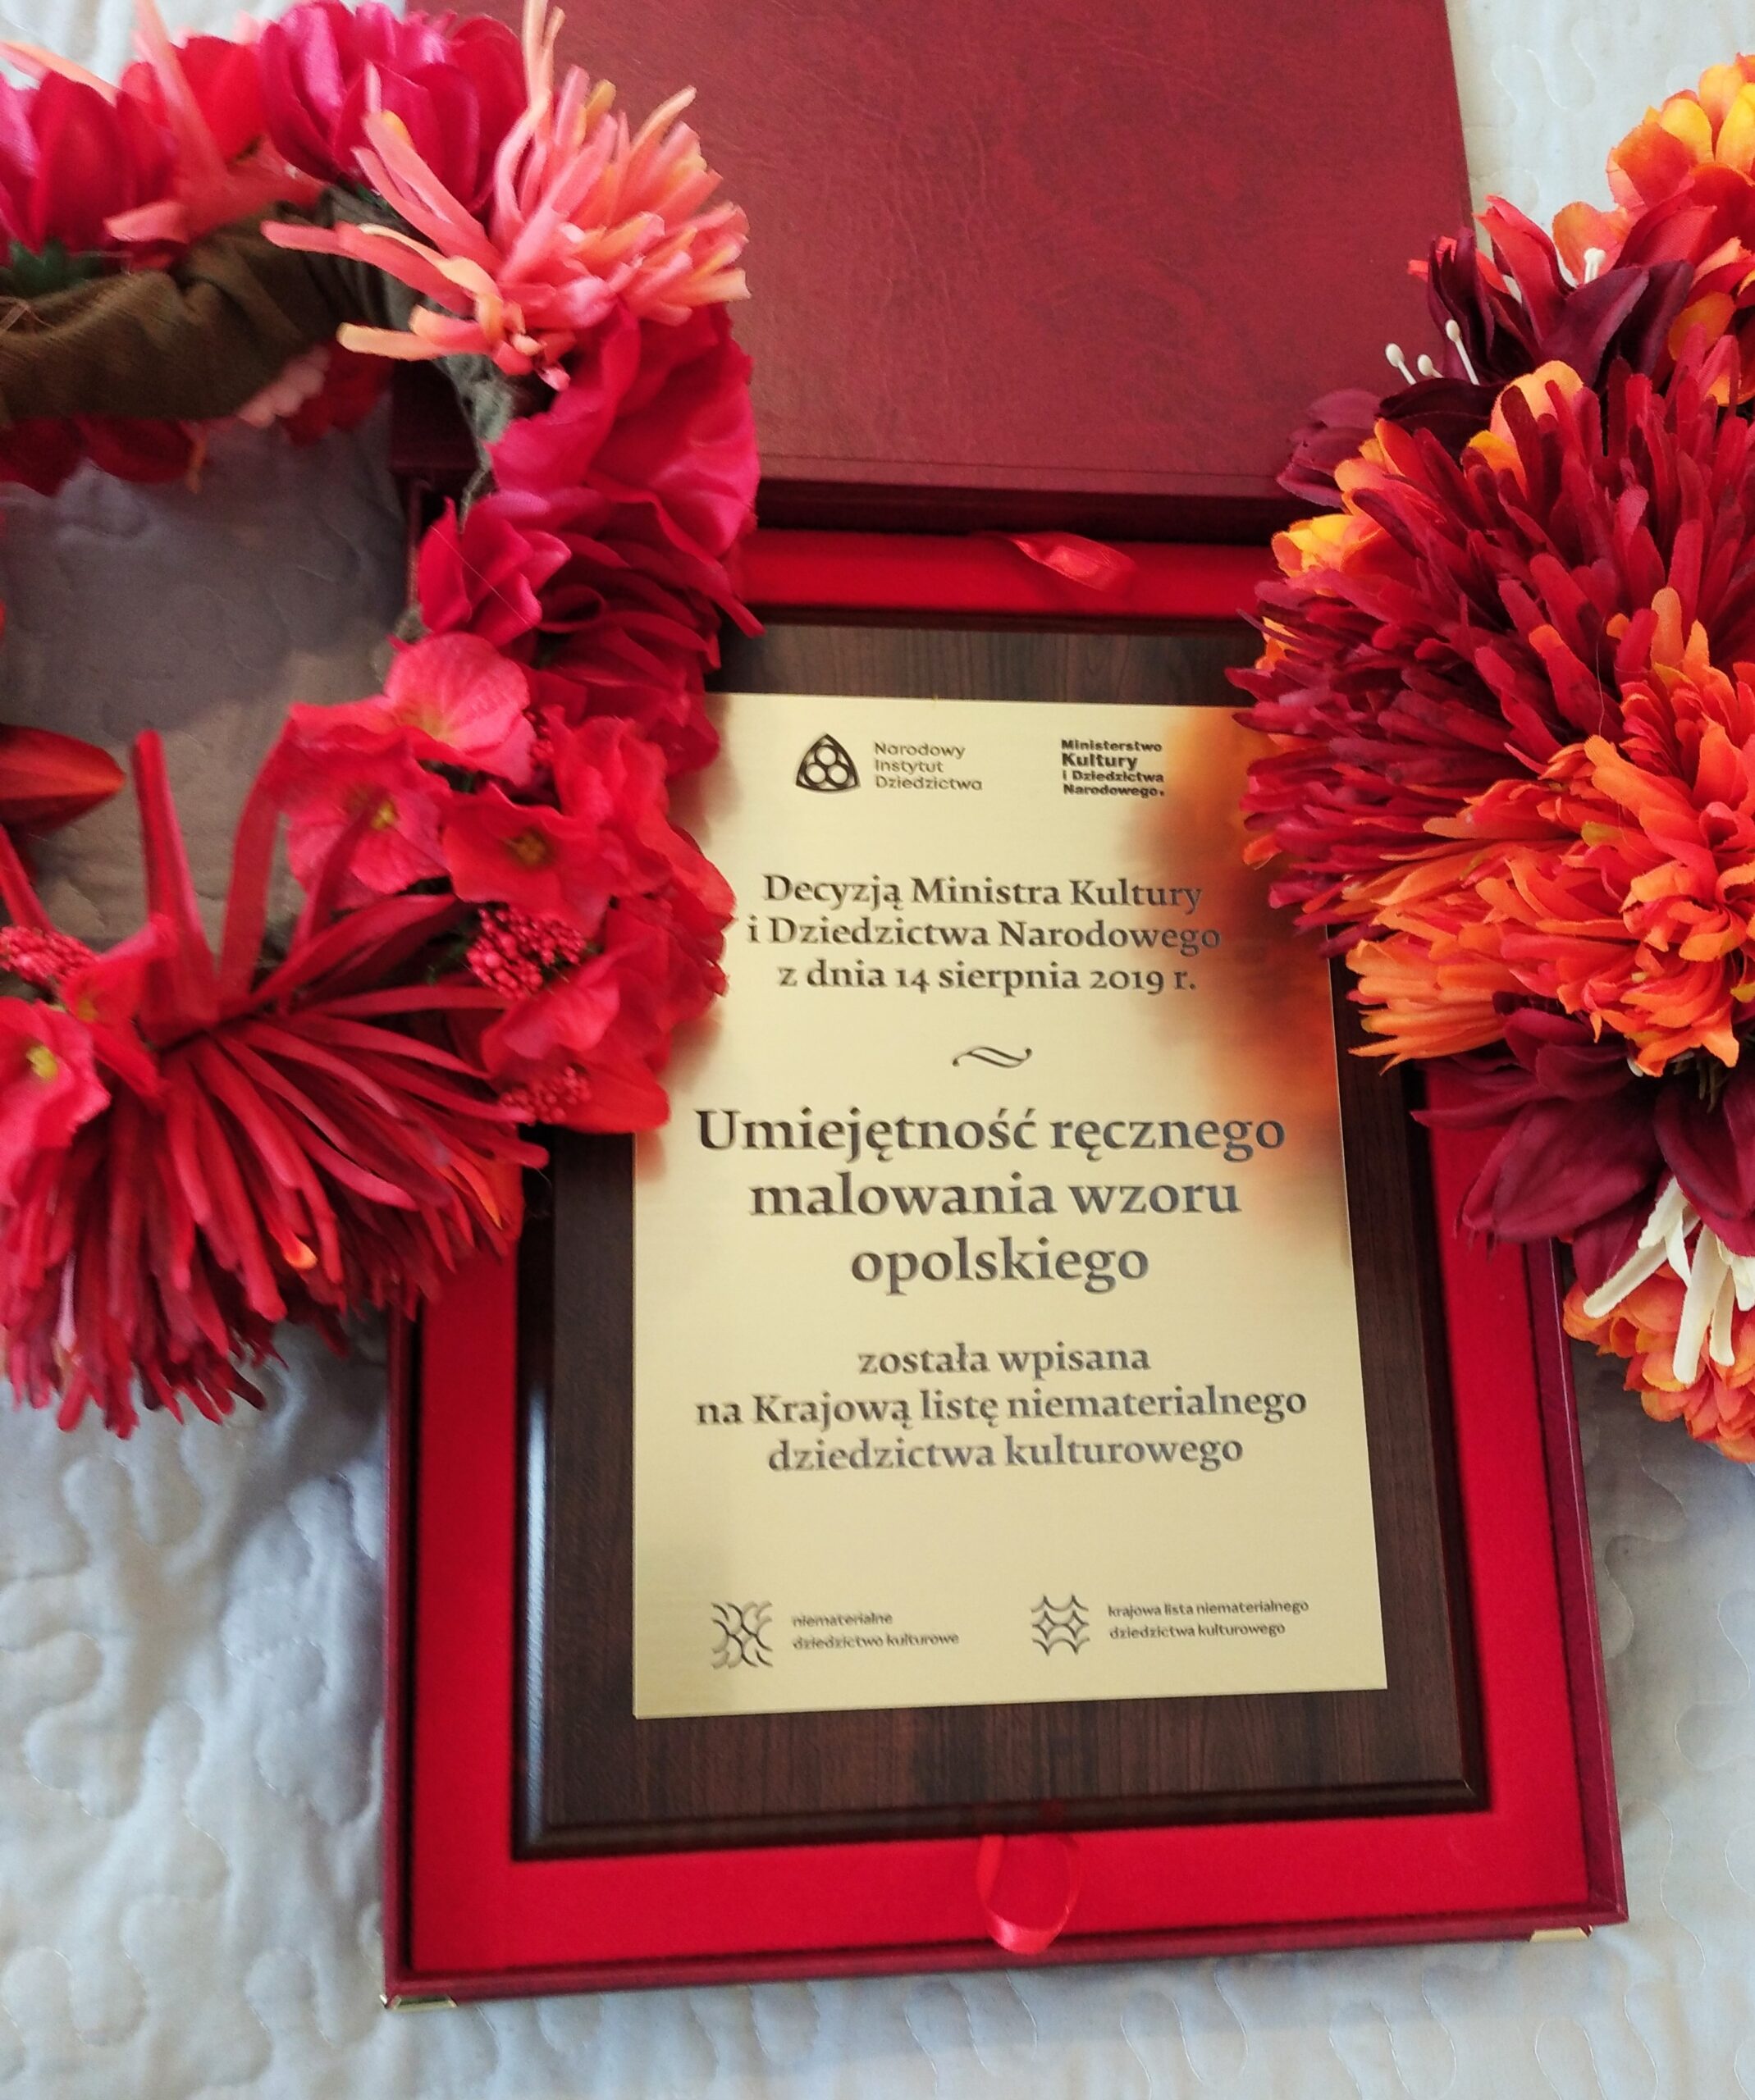 Narodowy
Instytut
Dziedzictwa
Ministerstwo
Kultury
i Dziedzictwa
Narodowego.
Decyzją Ministra Kultury
i Dziedzictwa Narodowego
z dnia 14 sierpnia 2019 r.
Umiejętność ręcznego
malowania wzoru
opolskiego
została wpisana
na Krajową listę niematerialnego
dziedzictwa kulturowego
niematerialne
dziedzictwo kulturowe
krajowa lista niematerialnego
dziedzictwa kulturowego